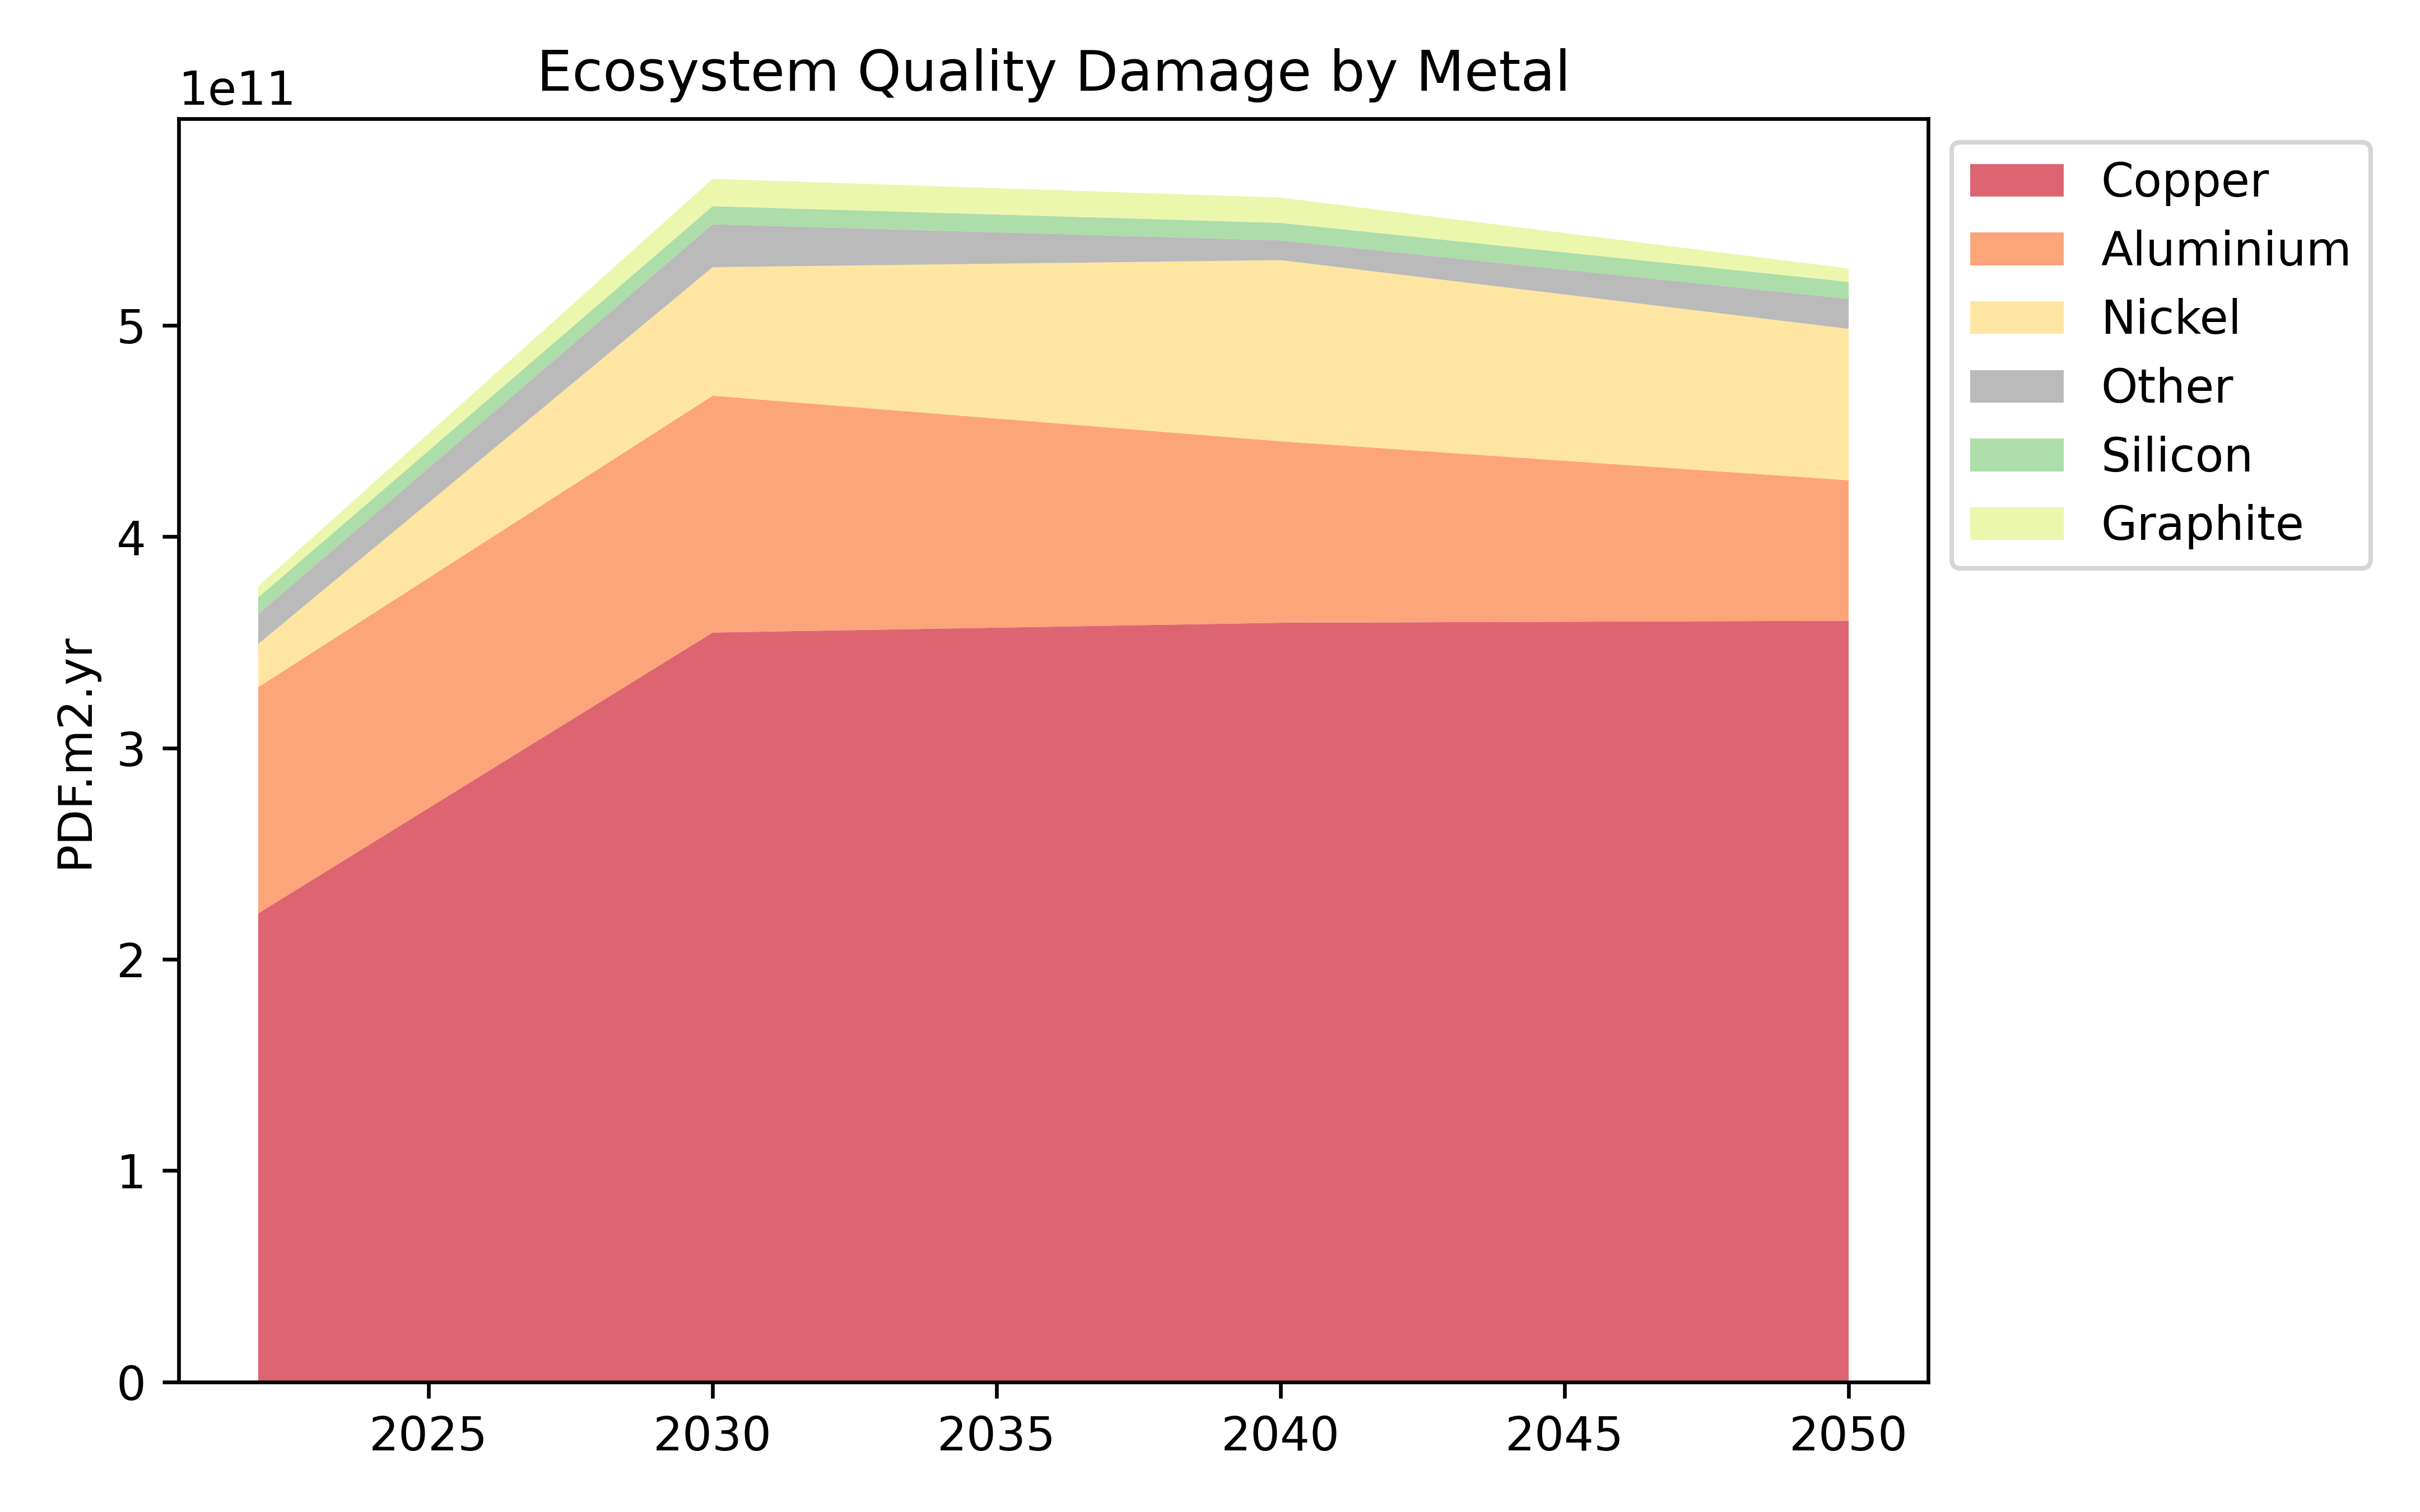 Ecosystem Quality Damage by Metal
1e11
PDF.m2.yr
5
4
3
2
1
0
2025 2030 2035 2040 2045 2050
Copper
Aluminium
Nickel
Other
Silicon
Graphite